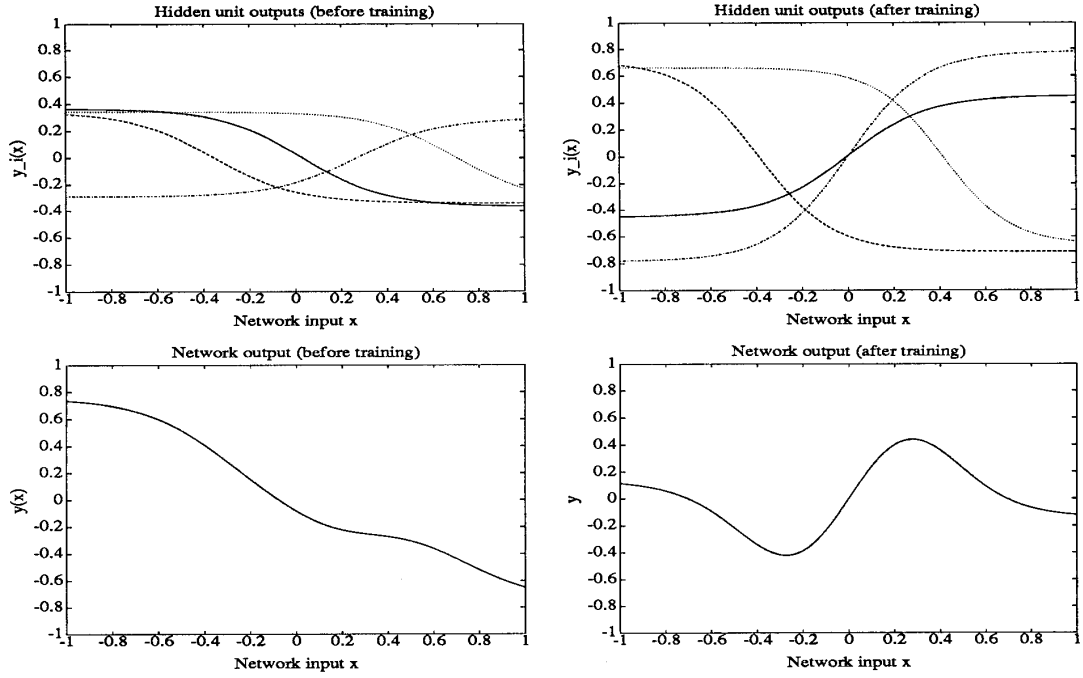 Hidden unit outputs (before training)
1
0.8
0.6
0.4
0.2
0
-0.2
-0.4
-0.6
-0.8
-1
y_i(x)
-1 -0.8 -0.6 -0.4 -0.2 0 0.2 0.4 0.6 0.8 1
Network input x
Hidden unit outputs (after training)
1
0.8
0.6
0.4
0.2
0
-0.2
-0.4
-0.6
-0.8
-1
y_i(x)
-1 -0.8 -0.6 -0.4 -0.2 0 0.2 0.4 0.6 0.8 1
Network input x
Network output (before training)
1
0.8
0.6
0.4
0.2
0
-0.2
-0.4
-0.6
-0.8
-1
y(x)
-1 -0.8 -0.6 -0.4 -0.2 0 0.2 0.4 0.6 0.8 1
Network input x
Network output (after training)
1
0.8
0.6
0.4
0.2
0
-0.2
-0.4
-0.6
-0.8
-1
y
-1 -0.8 -0.6 -0.4 -0.2 0 0.2 0.4 0.6 0.8 1
Network input x